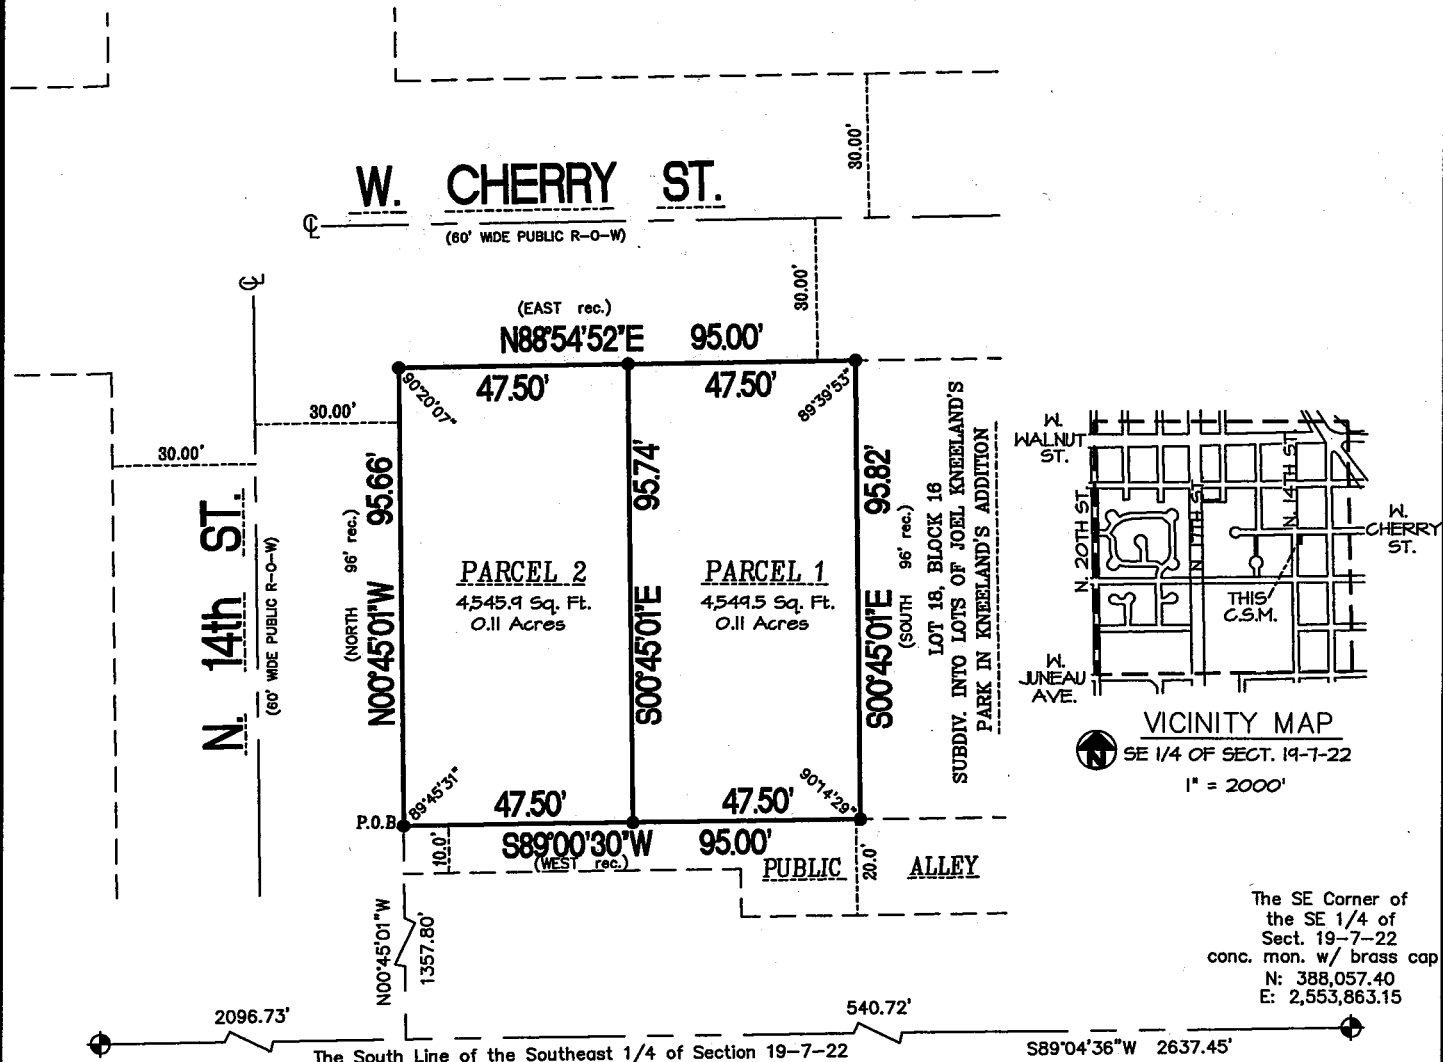 30.00'
W. CHERRY ST.
℄
(60' WIDE PUBLIC R-O-W)
℄
30.00'
(EAST rec.)
N88°54'52"E 95.00'
47.50'
47.50'
90°20'07"
89°39'53"
30.00'
30.00'
N. 14th ST.
(60' WIDE PUBLIC R-O-W)
(NORTH 96' rec.)
N00°45'01"W 95.66'
PARCEL 2
4,545.9 Sq. Ft.
0.11 Acres
S00°45'01"E 95.74'
PARCEL 1
4,549.5 Sq. Ft.
0.11 Acres
S00°45'01"E 95.82'
(SOUTH 96' rec.)
LOT 18, BLOCK 16
SUBDIV. INTO LOTS OF JOEL KNEELAND'S
PARK IN KNEELAND'S ADDITION
89°45'31"
90°14'29"
47.50'
47.50'
P.O.B.
S89°00'30"W 95.00'
(WEST rec.)
10.0'
20.0'
PUBLIC ALLEY
N00°45'01"W
1357.80'
W.
WALNUT
ST.
N. 20TH ST.
N. 17TH ST.
N. 14TH ST.
W.
CHERRY
ST.
THIS
C.S.M.
W.
JUNEAU
AVE.
VICINITY MAP
N
SE 1/4 OF SECT. 19-7-22
1" = 2000'
The SE Corner of
the SE 1/4 of
Sect. 19-7-22
conc. mon. w/ brass cap
N: 388,057.40
E: 2,553,863.15
2096.73'
540.72'
The South Line of the Southeast 1/4 of Section 19-7-22
S89°04'36"W 2637.45'